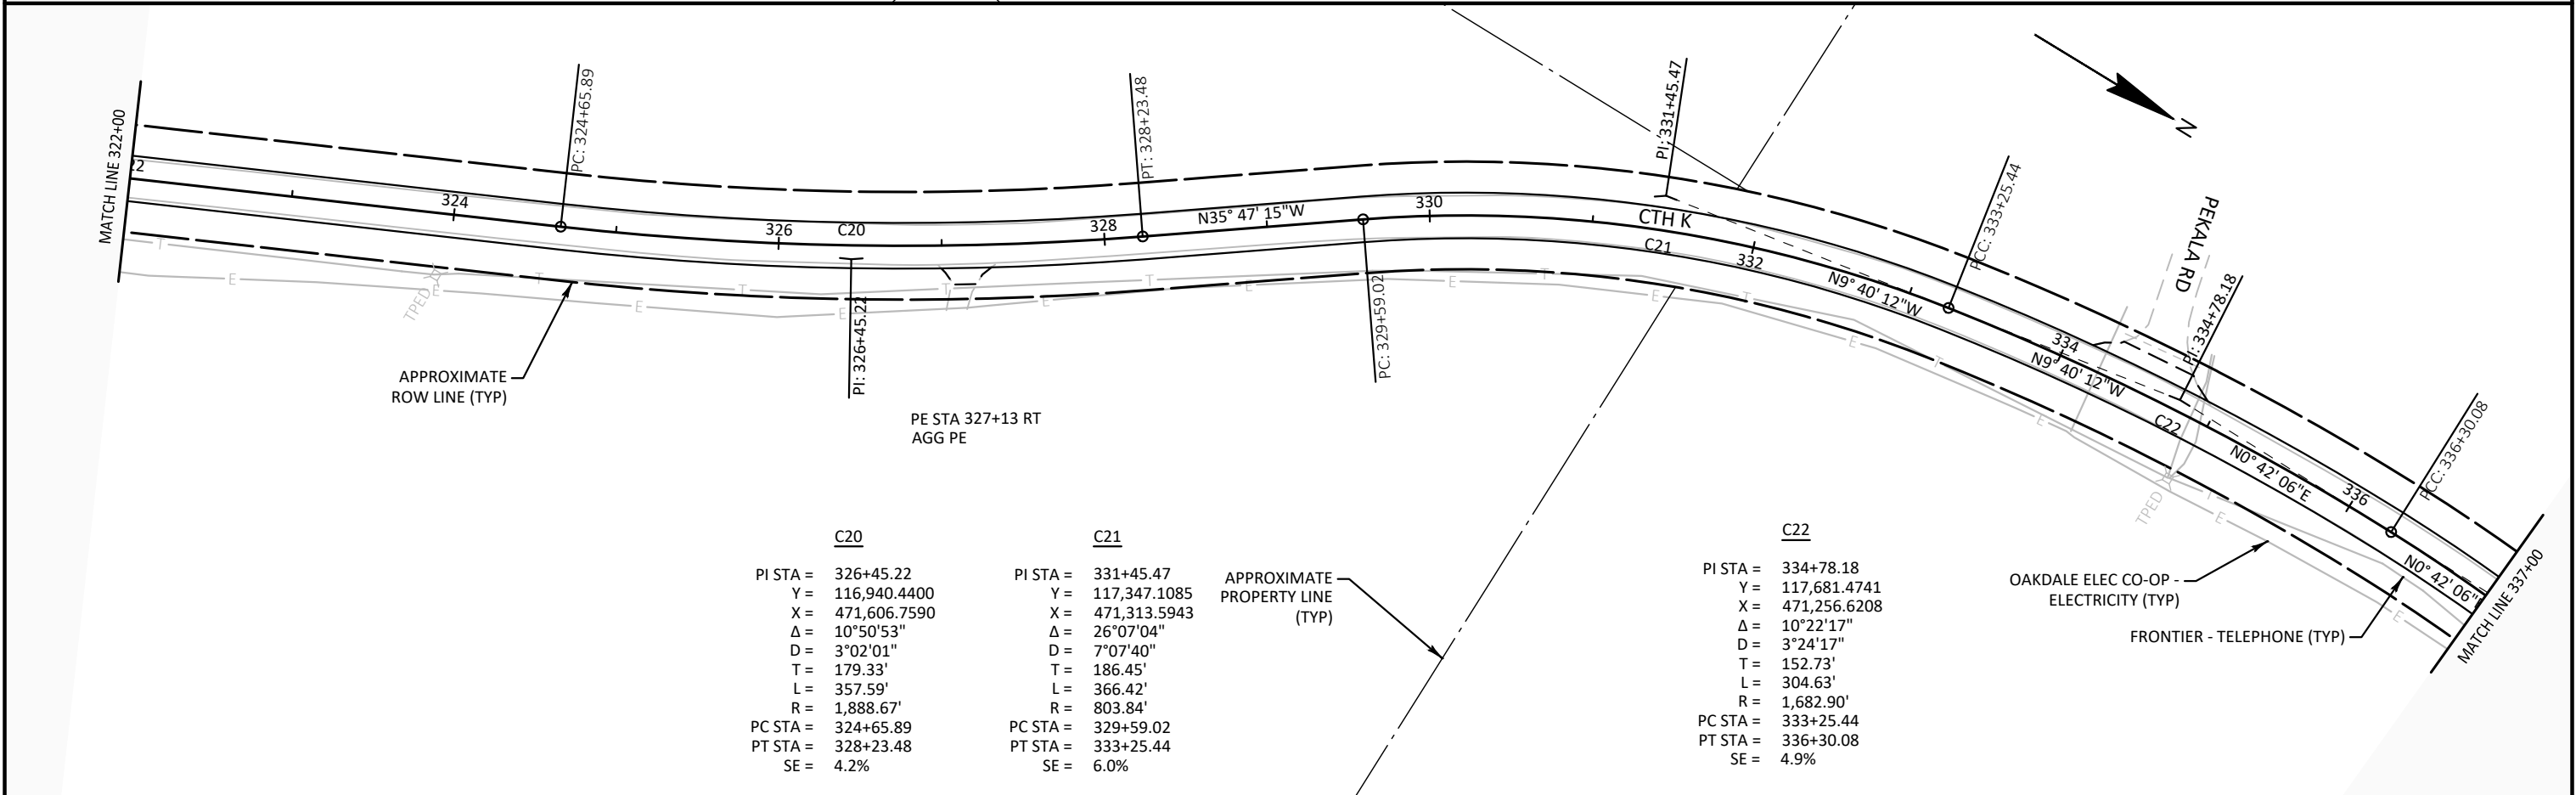 MATCH LINE 322+00
22
324
PC: 324+65.89
326
C20
PI: 326+45.22
328
PT: 328+23.48
N35° 47' 15"W
PC: 329+59.02
330
PI: 331+45.47
CTH K
C21
332
N9° 40' 12"W
PCC: 333+25.44
N
PEKALA RD
334
N9° 40' 12"W
PI: 334+78.18
C22
N0° 42' 06"E
336
PCC: 336+30.08
N0° 42' 06"
MATCH LINE 337+00
T
E
TPED
E
T
E
T
E
T
E
T
E
E
T
E
T
E
T
E
TPED
T
E
E
APPROXIMATE
ROW LINE (TYP)
PE STA 327+13 RT
AGG PE
C20
PI STA = 326+45.22
Y = 116,940.4400
X = 471,606.7590
Δ = 10°50'53"
D = 3°02'01"
T = 179.33'
L = 357.59'
R = 1,888.67'
PC STA = 324+65.89
PT STA = 328+23.48
SE = 4.2%
C21
PI STA = 331+45.47
Y = 117,347.1085
X = 471,313.5943
Δ = 26°07'04"
D = 7°07'40"
T = 186.45'
L = 366.42'
R = 803.84'
PC STA = 329+59.02
PT STA = 333+25.44
SE = 6.0%
APPROXIMATE
PROPERTY LINE
(TYP)
C22
PI STA = 334+78.18
Y = 117,681.4741
X = 471,256.6208
Δ = 10°22'17"
D = 3°24'17"
T = 152.73'
L = 304.63'
R = 1,682.90'
PC STA = 333+25.44
PT STA = 336+30.08
SE = 4.9%
OAKDALE ELEC CO-OP -
ELECTRICITY (TYP)
FRONTIER - TELEPHONE (TYP)